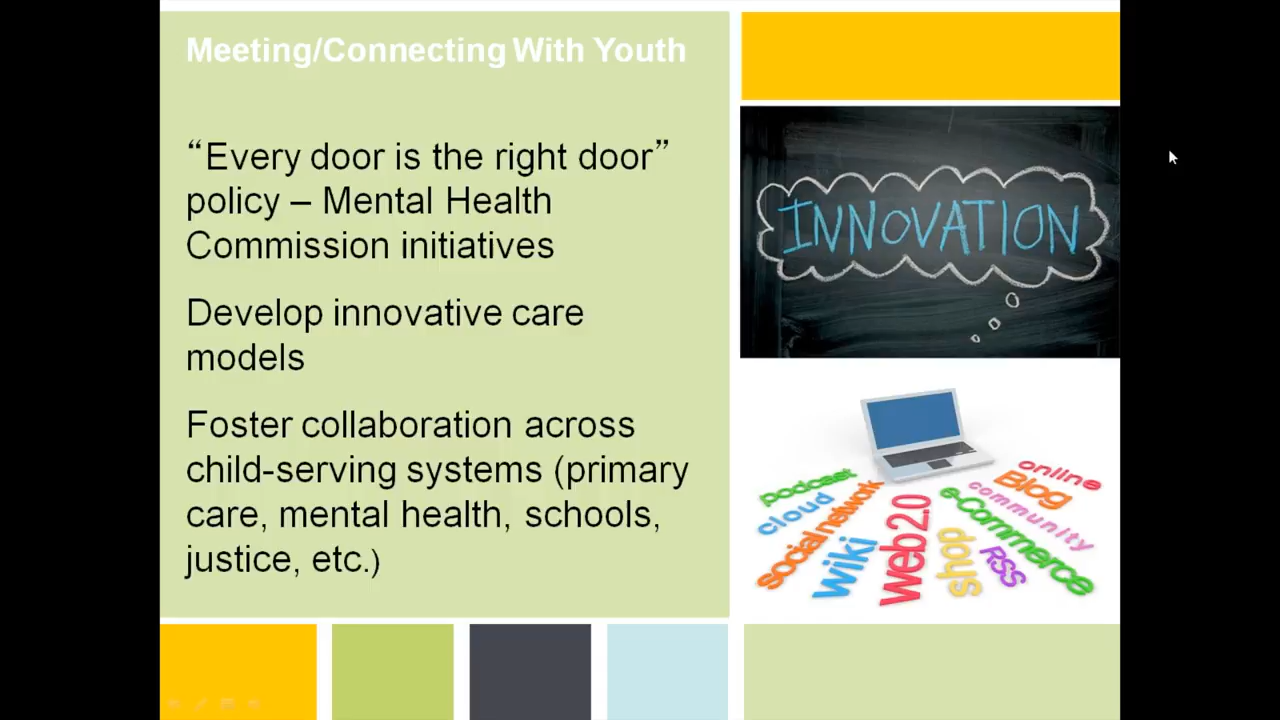 Meeting/Connecting With Youth
“Every door is the right door”
policy – Mental Health
Commission initiatives
Develop innovative care
models
Foster collaboration across
child-serving systems (primary
care, mental health, schools,
justice, etc.)
INNOVATION
podcast
cloud
social network
wiki
web2.0
shop
RSS
e-Commerce
community
Blog
online